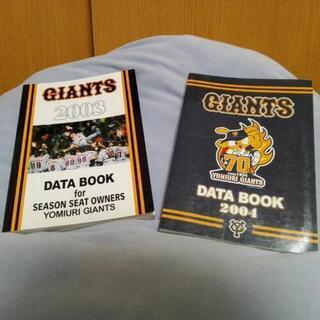 GIANTS
2003
DATA BOOK
for
SEASON SEAT OWNERS
YOMIURI GIANTS
GIANTS
70
YOMIURI GIANTS
DATA BOOK
2004